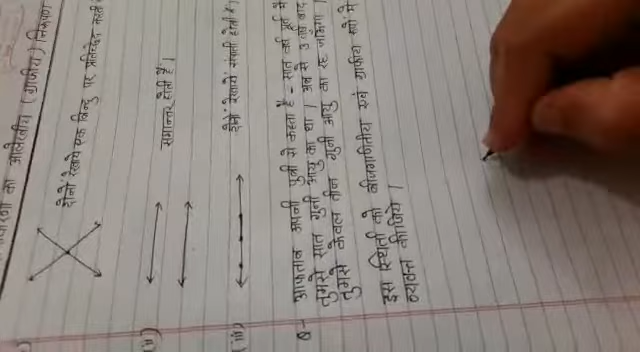 का आलेखीय (ग्राफीय) निरूपण
दोनों रेखायें एक बिन्दु पर प्रतिच्छेद करती
(ii)
समान्तर होती हैं।
(iii)
दोनों रेखायें संपाती होती हैं।
Q- आफताब अपनी पुत्री से कहता है - सात वर्ष पूर्व मैं
तुमसे सात गुनी आयु का था। अब से 3 वर्ष बाद
तुमसे केवल तीन गुनी आयु का रह जाऊँगा।
इस स्थिती को बीजगणितीय एवं ग्राफीय रूपों में
व्यक्त कीजिये।